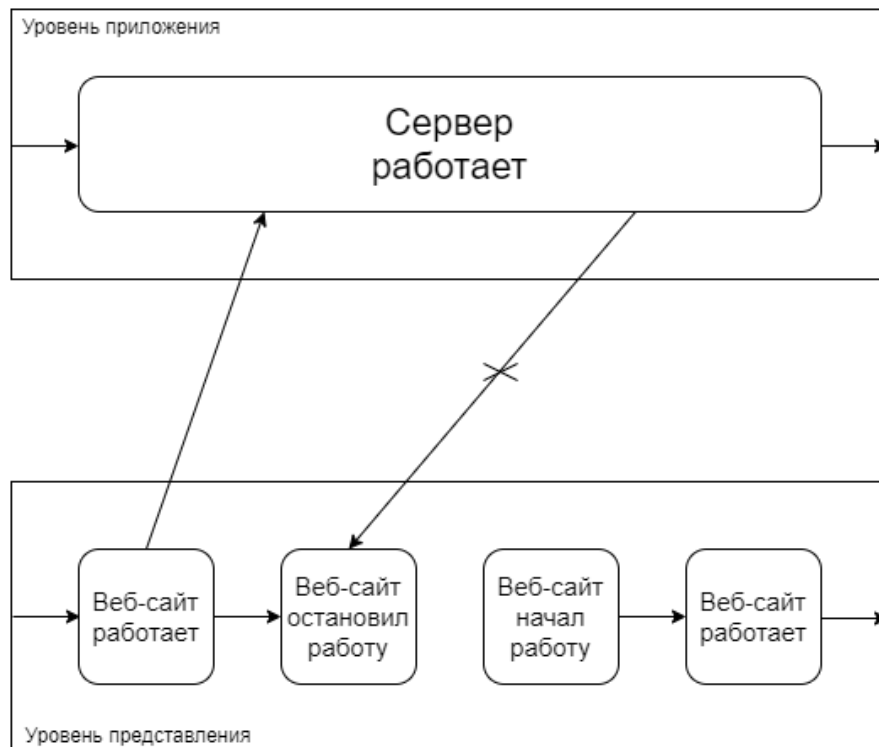 Уровень приложения
Сервер
работает
Веб-сайт
работает
Веб-сайт
остановил
работу
Веб-сайт
начал
работу
Веб-сайт
работает
Уровень представления